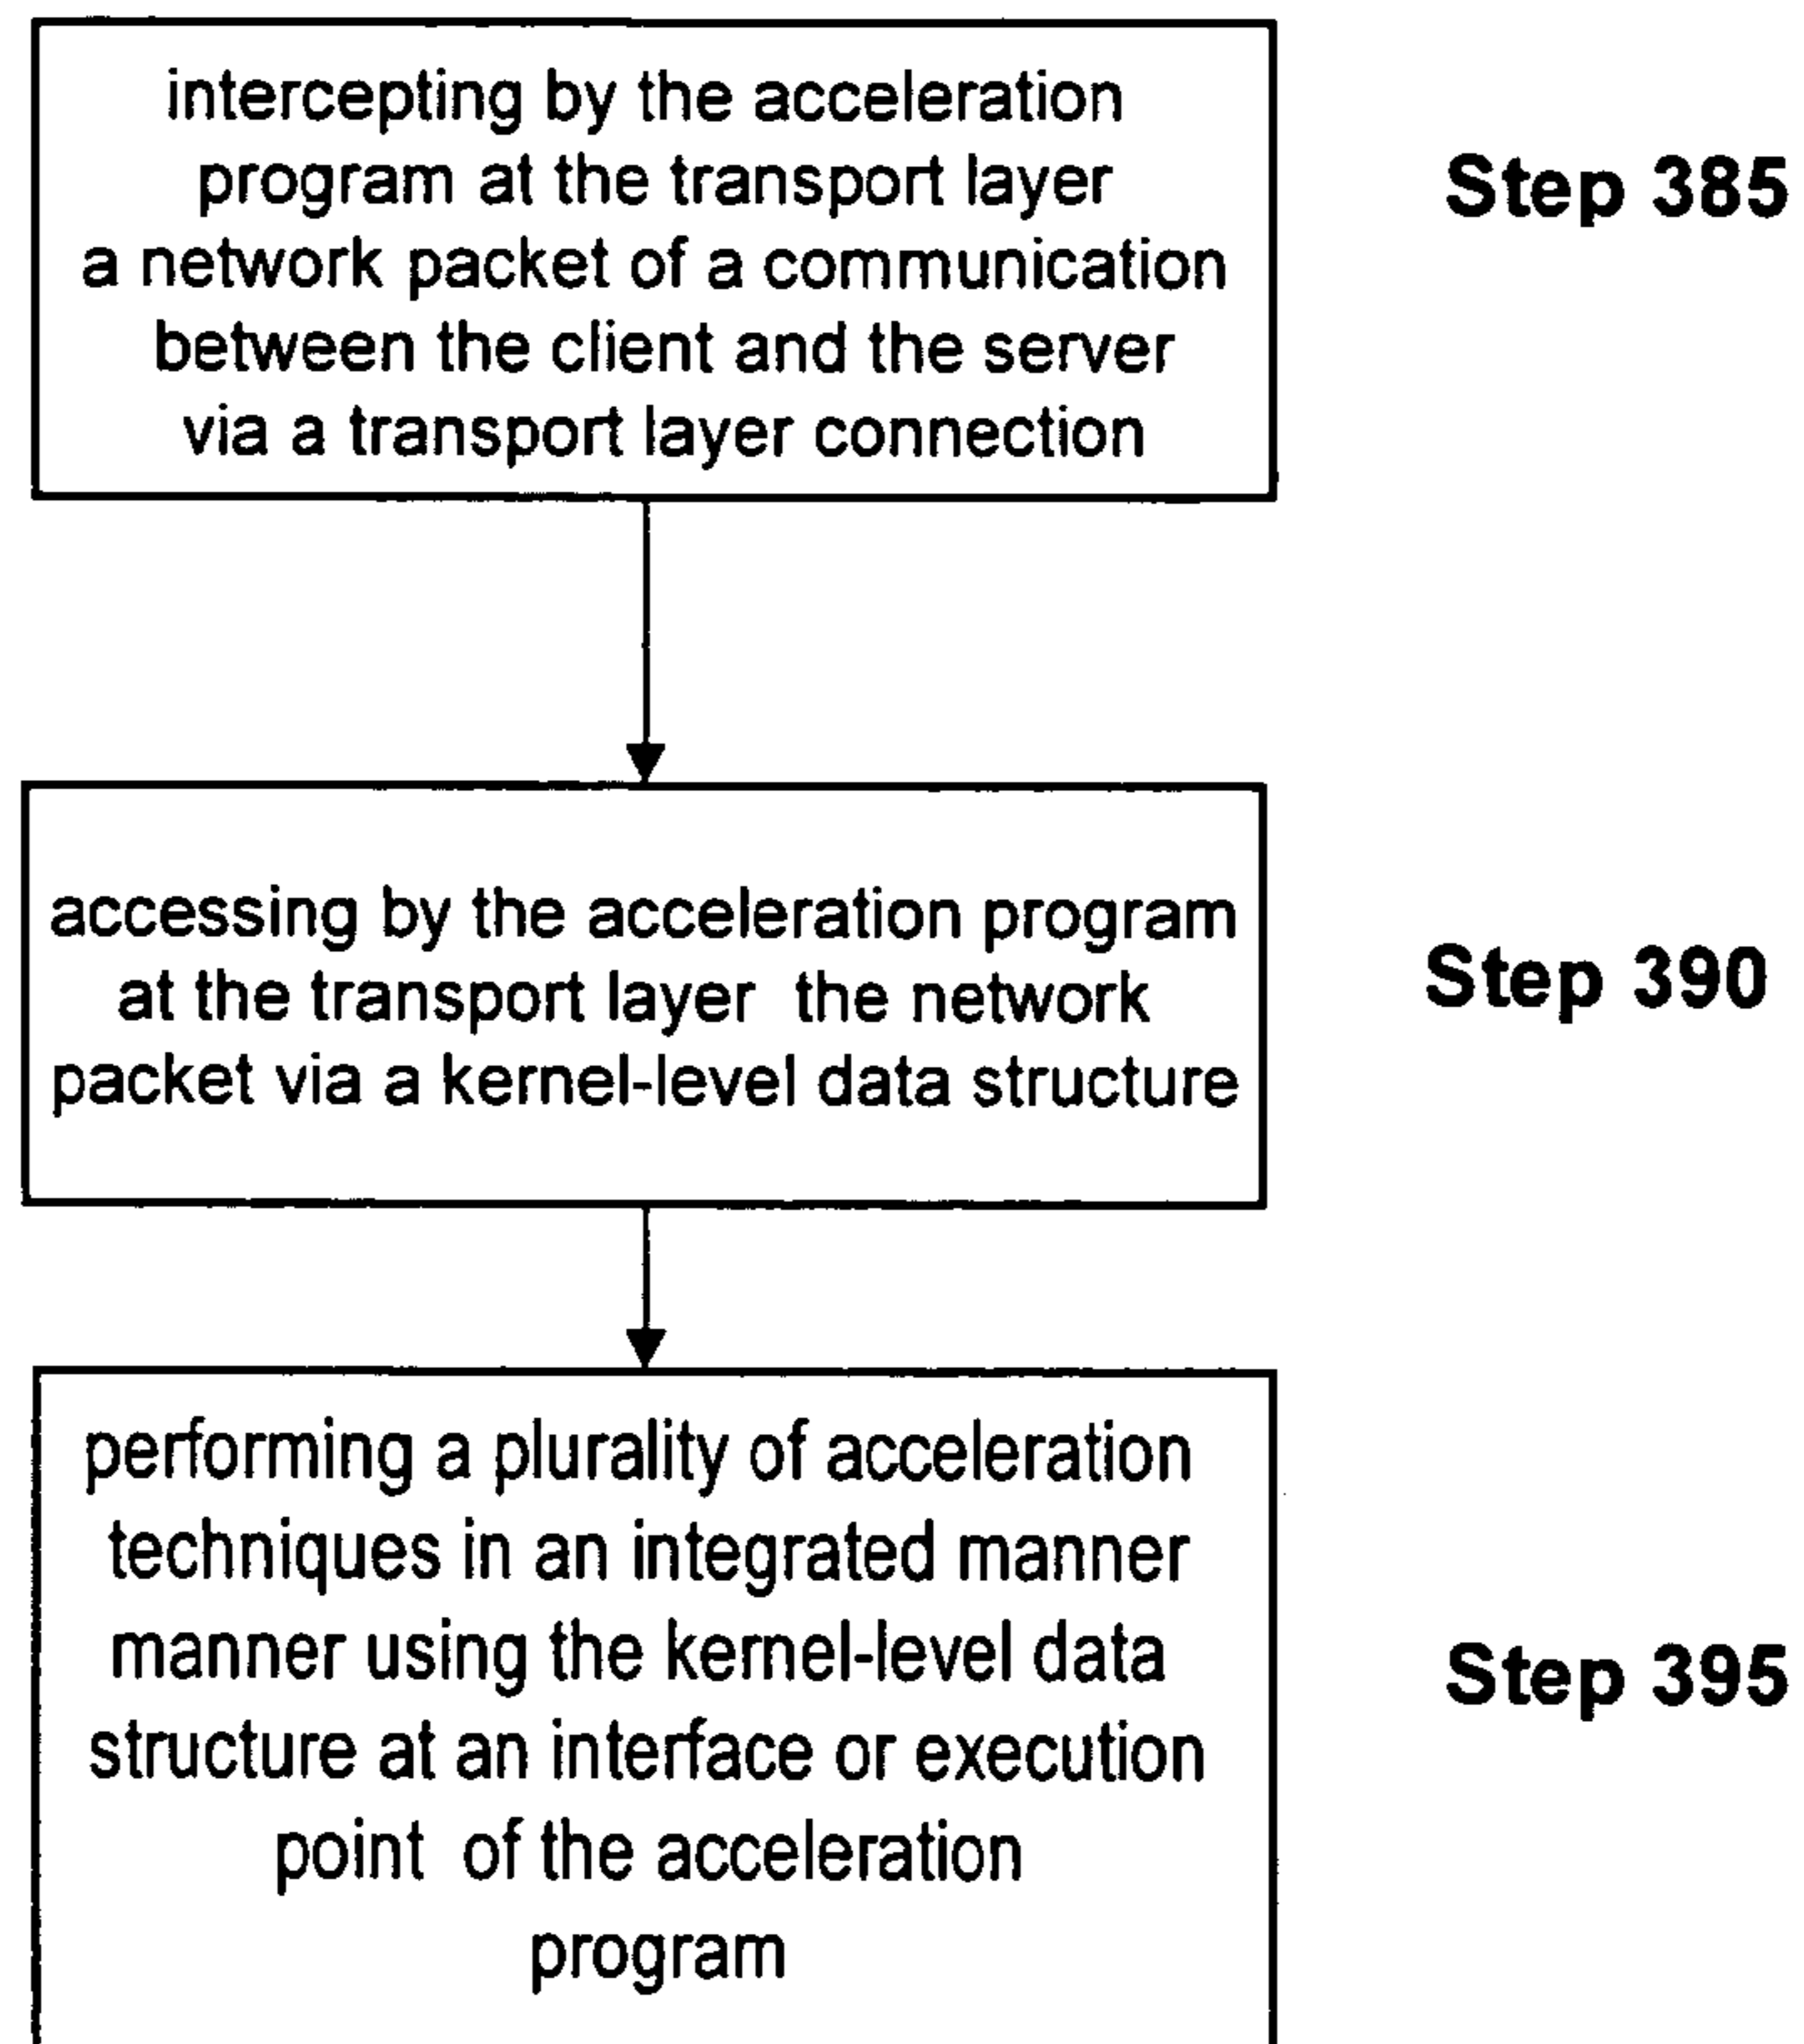 intercepting by the acceleration
program at the transport layer
a network packet of a communication
between the client and the server
via a transport layer connection
Step 385
accessing by the acceleration program
at the transport layer the network
packet via a kernel-level data structure
Step 390
performing a plurality of acceleration
techniques in an integrated manner
manner using the kernel-level data
structure at an interface or execution
point of the acceleration
program
Step 395